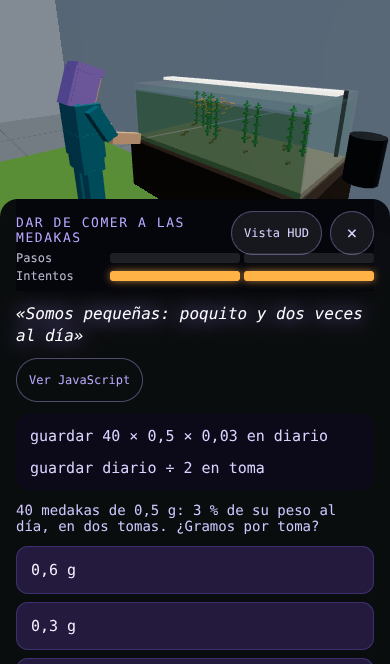 DAR DE COMER A LAS
MEDAKAS
Vista HUD
×
Pasos
Intentos
«Somos pequeñas: poquito y dos veces
al día»
Ver JavaScript
guardar 40 × 0,5 × 0,03 en diario
guardar diario ÷ 2 en toma
40 medakas de 0,5 g: 3 % de su peso al
día, en dos tomas. ¿Gramos por toma?
0,6 g
0,3 g